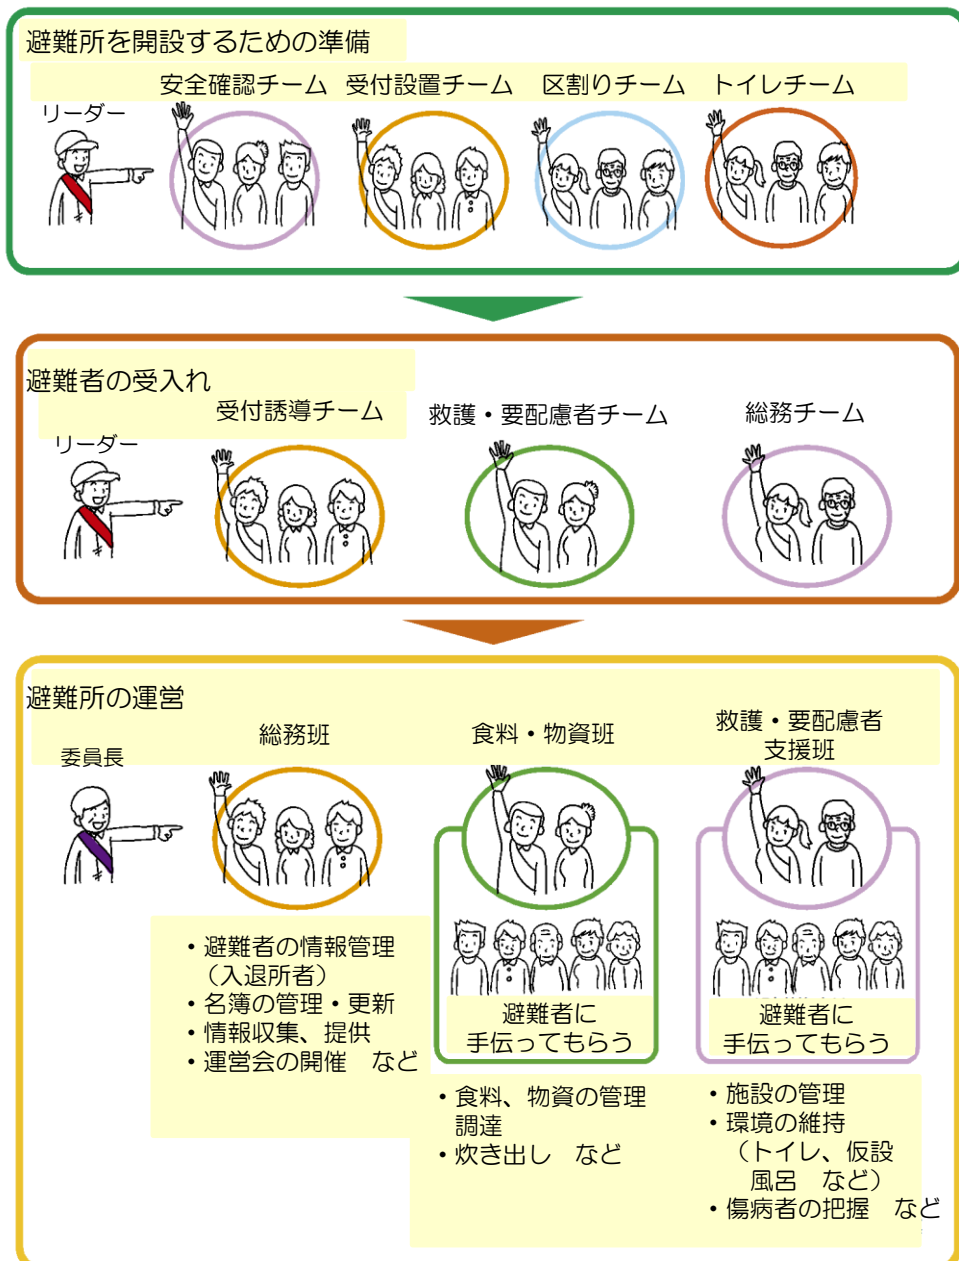 避難所を開設するための準備
安全確認チーム　受付設置チーム　区割りチーム　トイレチーム
リーダー
避難者の受入れ
受付誘導チーム　救護・要配慮者チーム　総務チーム
リーダー
避難所の運営
委員長
総務班
食料・物資班
救護・要配慮者
支援班
・避難者の情報管理
（入退所者）
・名簿の管理・更新
・情報収集、提供
・運営会の開催　など
避難者に
手伝ってもらう
・食料、物資の管理
調達
・炊き出し　など
避難者に
手伝ってもらう
・施設の管理
・環境の維持
（トイレ、仮設
風呂　など）
・傷病者の把握　など